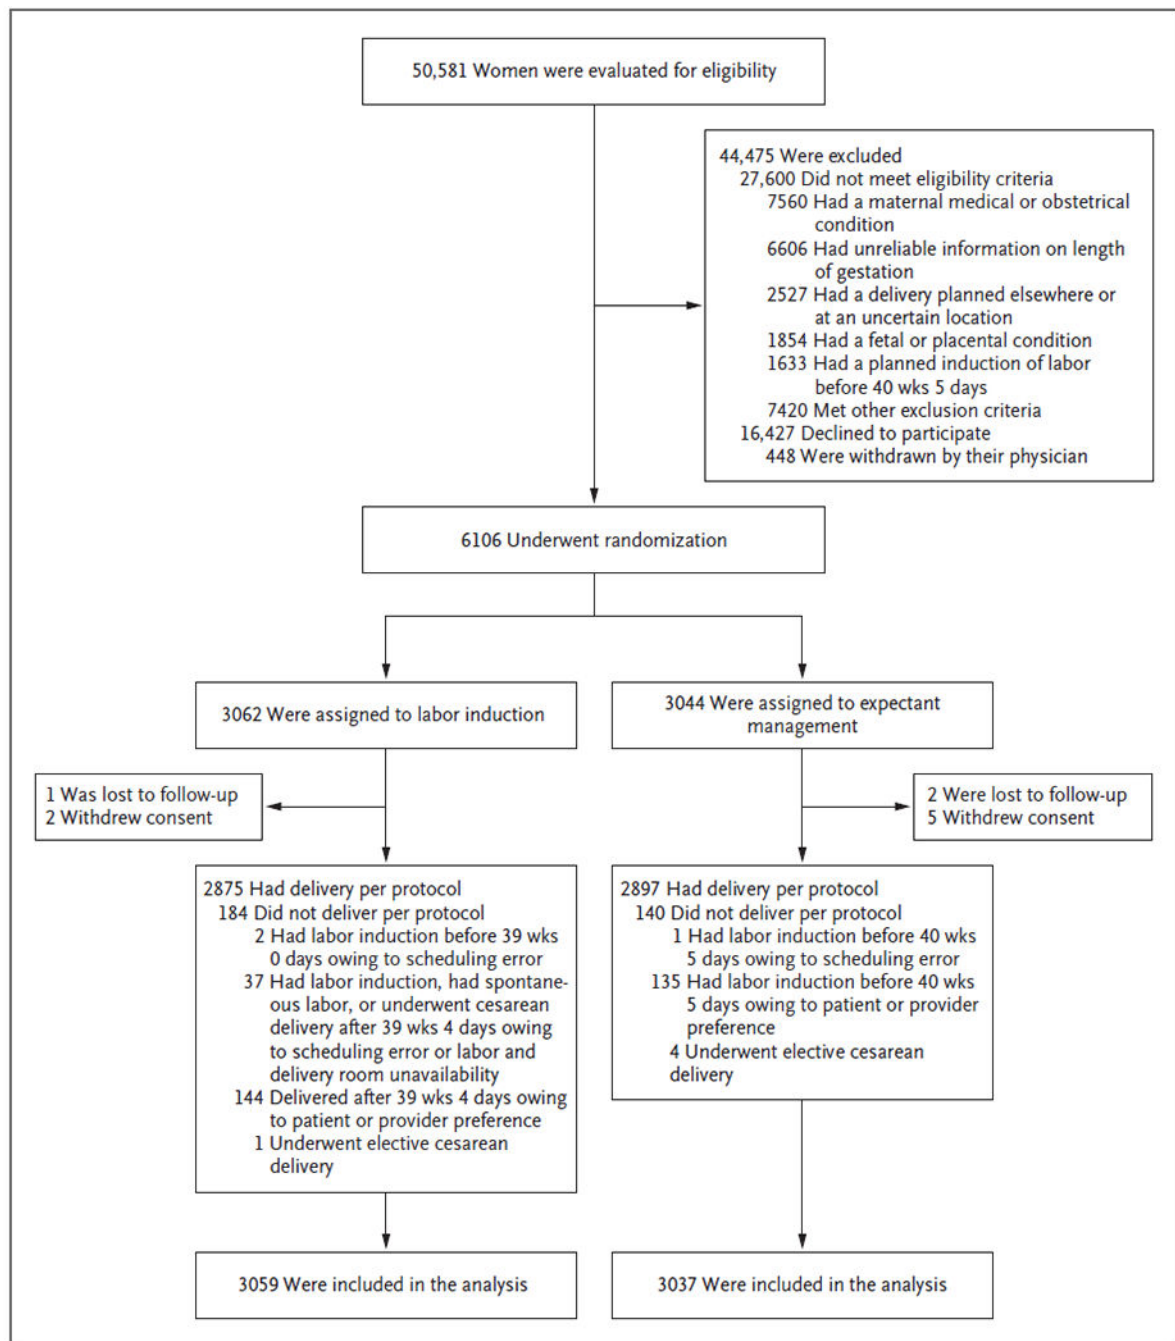 50,581 Women were evaluated for eligibility
44,475 Were excluded
27,600 Did not meet eligibility criteria
7560 Had a maternal medical or obstetrical
condition
6606 Had unreliable information on length
of gestation
2527 Had a delivery planned elsewhere or
at an uncertain location
1854 Had a fetal or placental condition
1633 Had a planned induction of labor
before 40 wks 5 days
7420 Met other exclusion criteria
16,427 Declined to participate
448 Were withdrawn by their physician
6106 Underwent randomization
3062 Were assigned to labor induction
3044 Were assigned to expectant
management
1 Was lost to follow-up
2 Withdrew consent
2 Were lost to follow-up
5 Withdrew consent
2875 Had delivery per protocol
184 Did not deliver per protocol
2 Had labor induction before 39 wks
0 days owing to scheduling error
37 Had labor induction, had spontane-
ous labor, or underwent cesarean
delivery after 39 wks 4 days owing
to scheduling error or labor and
delivery room unavailability
144 Delivered after 39 wks 4 days owing
to patient or provider preference
1 Underwent elective cesarean
delivery
2897 Had delivery per protocol
140 Did not deliver per protocol
1 Had labor induction before 40 wks
5 days owing to scheduling error
135 Had labor induction before 40 wks
5 days owing to patient or provider
preference
4 Underwent elective cesarean
delivery
3059 Were included in the analysis
3037 Were included in the analysis